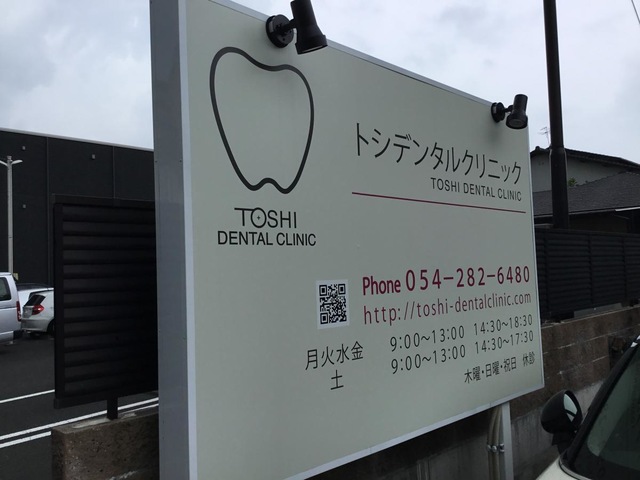 TOSHI
DENTAL CLINIC
トシデンタルクリニック
TOSHI DENTAL CLINIC
Phone 054-282-6480
http://toshi-dentalclinic.com
月火水金 9:00~13:00 14:30~18:30
土 9:00~13:00 14:30~17:30
木曜・日曜・祝日 休診